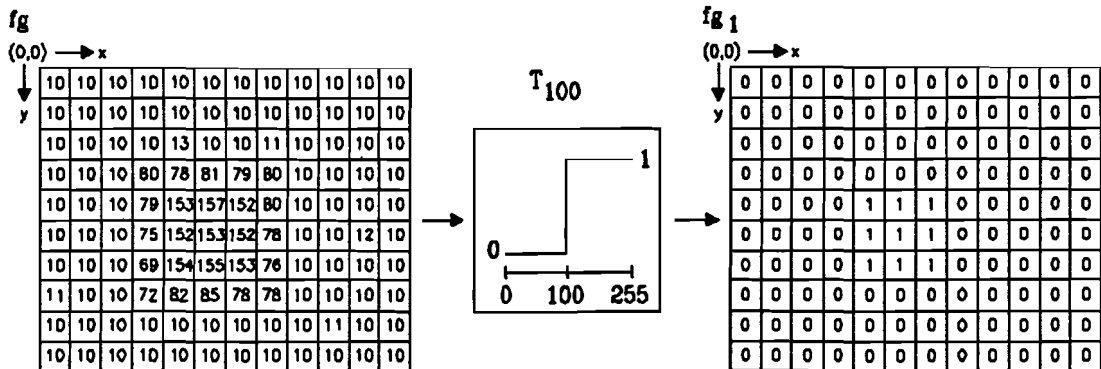 fg
(0,0) x
y
10 10 10 10 10 10 10 10 10 10 10 10
10 10 10 10 10 10 10 10 10 10 10 10
10 10 10 10 13 10 10 11 10 10 10 10
10 10 10 80 78 81 79 80 10 10 10 10
10 10 10 79 153 157 152 80 10 10 10 10
10 10 10 75 152 153 152 78 10 10 12 10
10 10 10 69 154 155 153 76 10 10 10 10
11 10 10 72 82 85 78 78 10 10 10 10
10 10 10 10 10 10 10 10 10 11 10 10
10 10 10 10 10 10 10 10 10 10 10 10
T100
1
0
0 100 255
fg1
(0,0) x
y
0 0 0 0 0 0 0 0 0 0 0 0
0 0 0 0 0 0 0 0 0 0 0 0
0 0 0 0 0 0 0 0 0 0 0 0
0 0 0 0 0 0 0 0 0 0 0 0
0 0 0 0 1 1 1 0 0 0 0 0
0 0 0 0 1 1 1 0 0 0 0 0
0 0 0 0 1 1 1 0 0 0 0 0
0 0 0 0 0 0 0 0 0 0 0 0
0 0 0 0 0 0 0 0 0 0 0 0
0 0 0 0 0 0 0 0 0 0 0 0